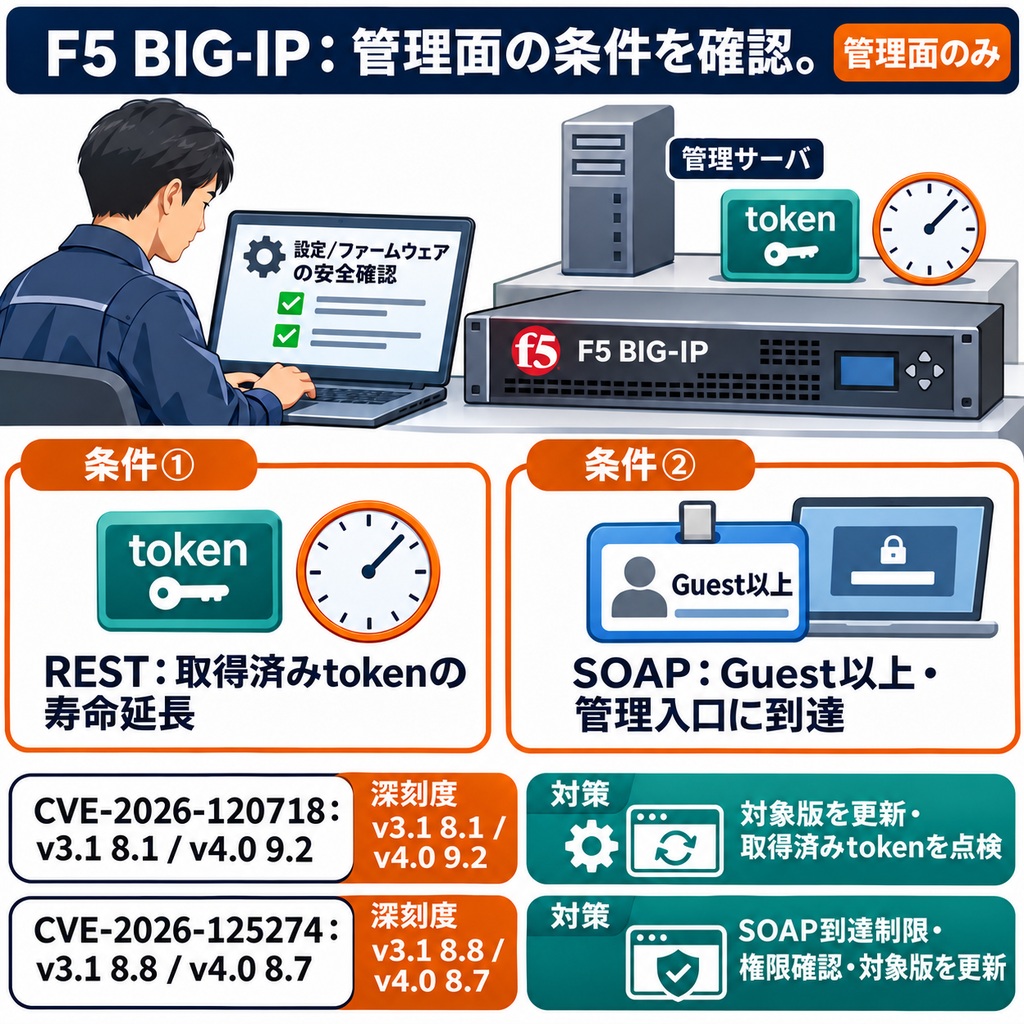 F5 BIG-IP：管理面の条件を確認。
管理面のみ
管理サーバ
token
設定/ファームウェア
の安全確認
f5
F5 BIG-IP
条件①
token
REST：取得済みtokenの
寿命延長
条件②
Guest以上
SOAP：Guest以上・
管理入口に到達
CVE-2026-120718：
v3.1 8.1 / v4.0 9.2
深刻度
v3.1 8.1 /
v4.0 9.2
対策
対象版を更新・
取得済みtokenを点検
CVE-2026-125274：
v3.1 8.8 / v4.0 8.7
深刻度
v3.1 8.8 /
v4.0 8.7
対策
SOAP到達制限・
権限確認・対象版を更新